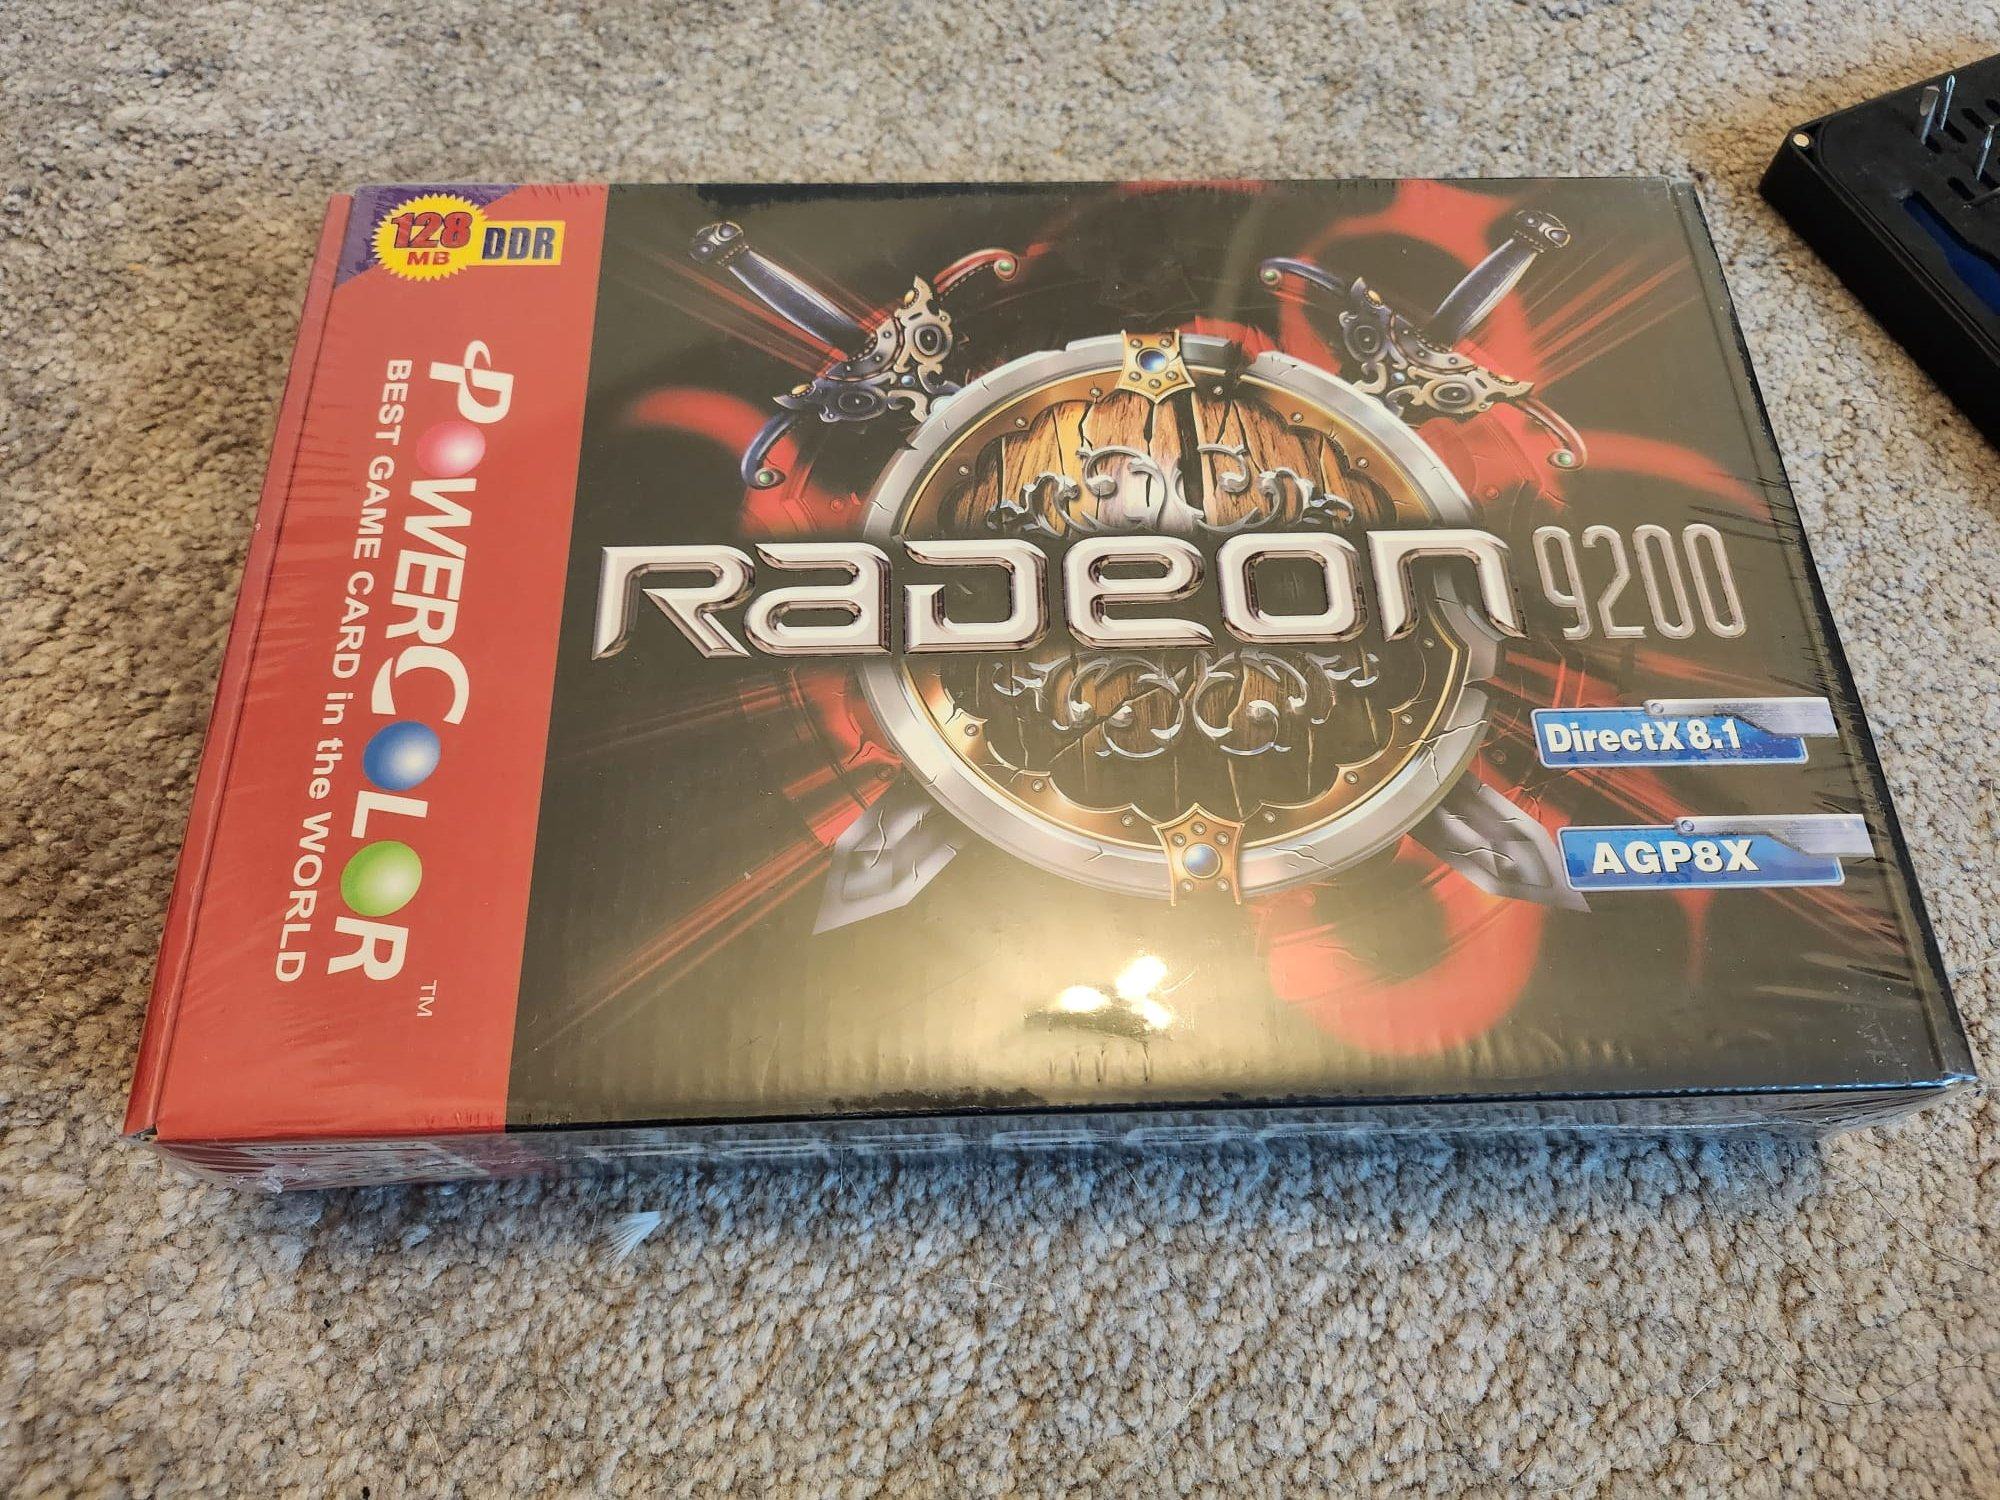 128
MB
DDR
POWERCOLOR™
BEST GAME CARD in the WORLD
RADEON 9200
DirectX 8.1
AGP8X